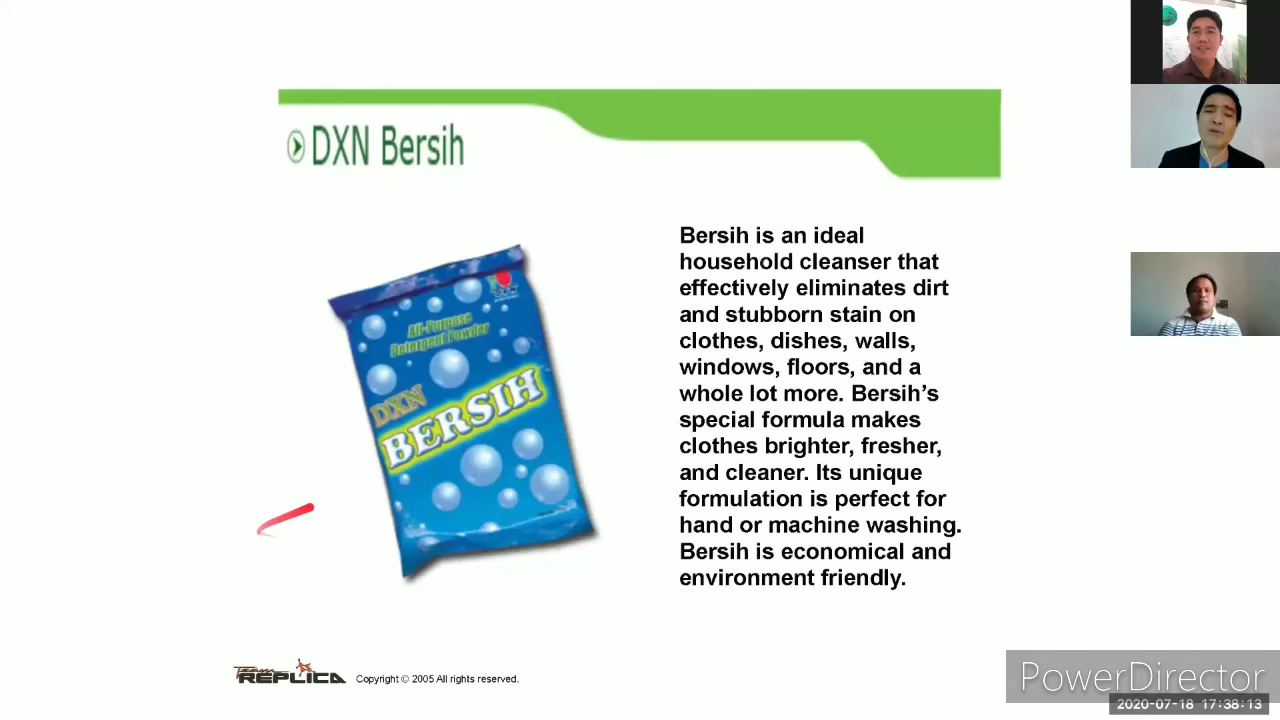 DXN Bersih
All-Purpose
Detergent Powder
DXN
BERSIH
Bersih is an ideal
household cleanser that
effectively eliminates dirt
and stubborn stain on
clothes, dishes, walls,
windows, floors, and a
whole lot more. Bersih’s
special formula makes
clothes brighter, fresher,
and cleaner. Its unique
formulation is perfect for
hand or machine washing.
Bersih is economical and
environment friendly.
Team
REPLICA
Copyright © 2005 All rights reserved.
PowerDirector
2020-07-18 17:38:13